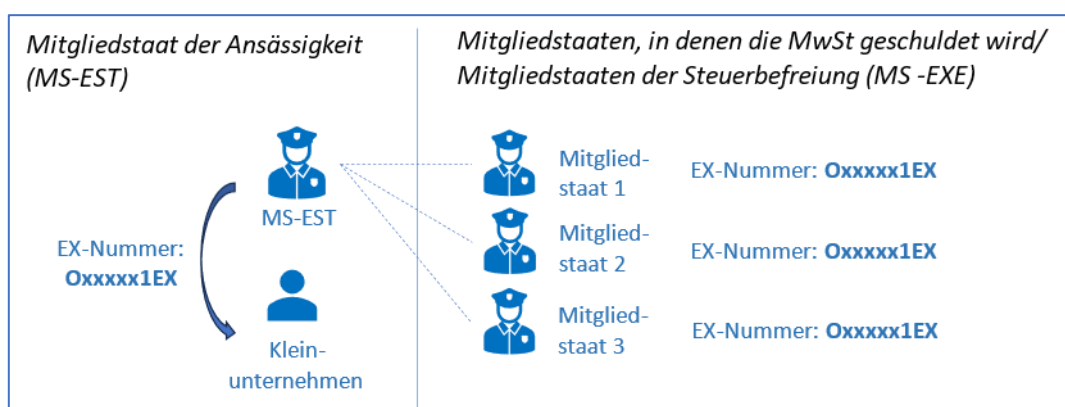 Mitgliedstaat der Ansässigkeit
(MS-EST)
Mitgliedstaaten, in denen die MwSt geschuldet wird/
Mitgliedstaaten der Steuerbefreiung (MS -EXE)
MS-EST
EX-Nummer:
Oxxxxx1EX
Klein-
unternehmen
Mitglied-
staat 1
EX-Nummer: Oxxxxx1EX
Mitglied-
staat 2
EX-Nummer: Oxxxxx1EX
Mitglied-
staat 3
EX-Nummer: Oxxxxx1EX